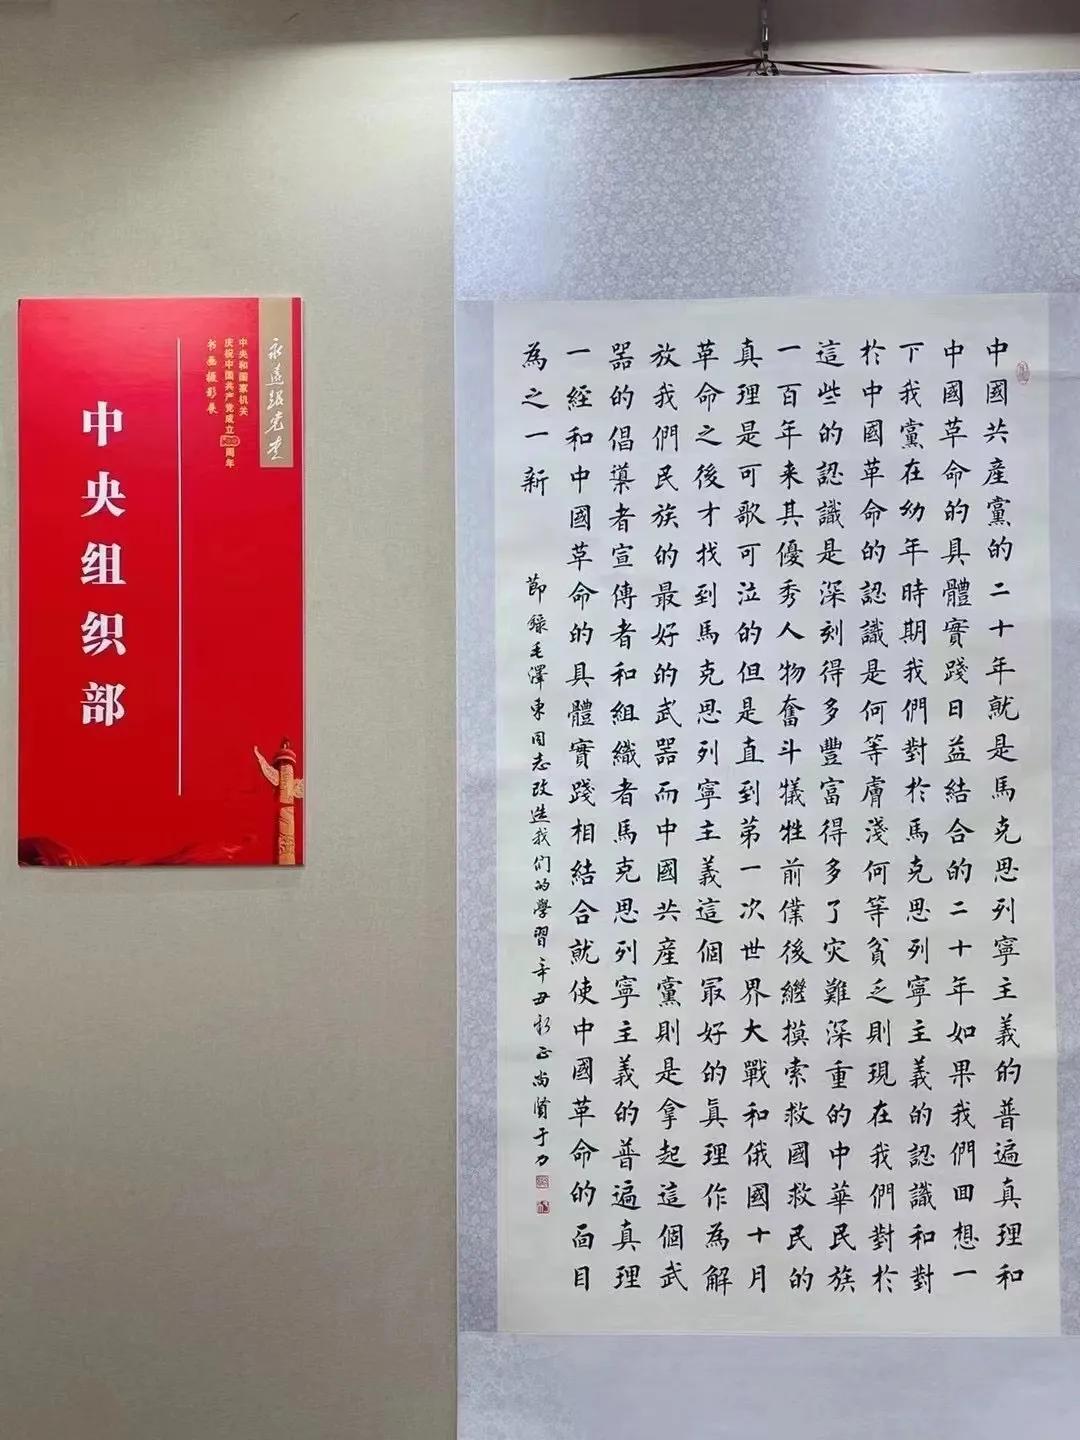 永远跟党走
中央和国家机关
庆祝中国共产党成立100周年
书画摄影展
中央组织部
中國共産黨的二十年就是馬克思列寧主義的普遍真理和
中國革命的具體實踐日益結合的二十年如果我們回想一
下我黨在幼年時期我們對於馬克思列寧主義的認識和對
於中國革命的認識是何等膚淺何等貧乏則現在我們對於
這些的認識是深刻得多豐富得多了灾難深重的中華民族
一百年来其優秀人物奮斗犧牲前僕後繼摸索救國救民的
真理是可歌可泣的但是直到第一次世界大戰和俄國十月
革命之後才找到馬克思列寧主義這個冣好的眞理作為解
放我們民族的最好的武器而中國共産黨則是拿起這個武
器的倡導者宣傳者和組織者馬克思列寧主義的普遍真理
一經和中國革命的具體實踐相結合就使中國革命的面目
為之一新
節錄毛澤東同志改造我们的學習辛丑新正尚賢于力